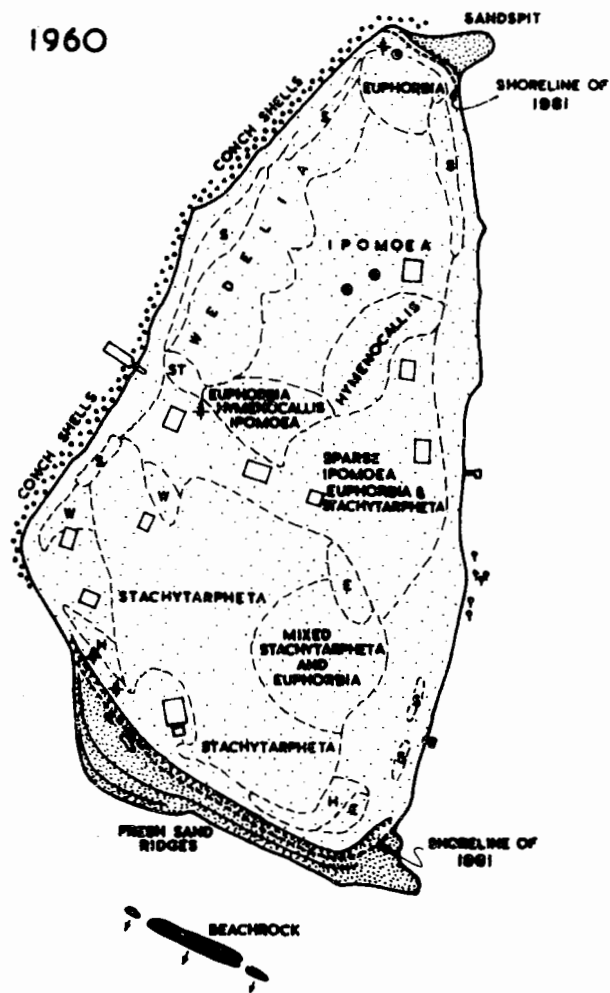 1960
SANDSPIT
EUPHORBIA
SHORELINE OF
1961
CONCH SHELLS
S
S
S
WEDELIA
IPOMOEA
HYMENOCALLIS
ST
EUPHORBIA
HYMENOCALLIS
IPOMOEA
CONCH SHELLS
SPARSE
IPOMOEA
EUPHORBIA &
STACHYTARPHETA
W
W
E
STACHYTARPHETA
MIXED
STACHYTARPHETA
AND
EUPHORBIA
H
S
STACHYTARPHETA
H E
FRESH SAND
RIDGES
SHORELINE OF
1961
BEACHROCK